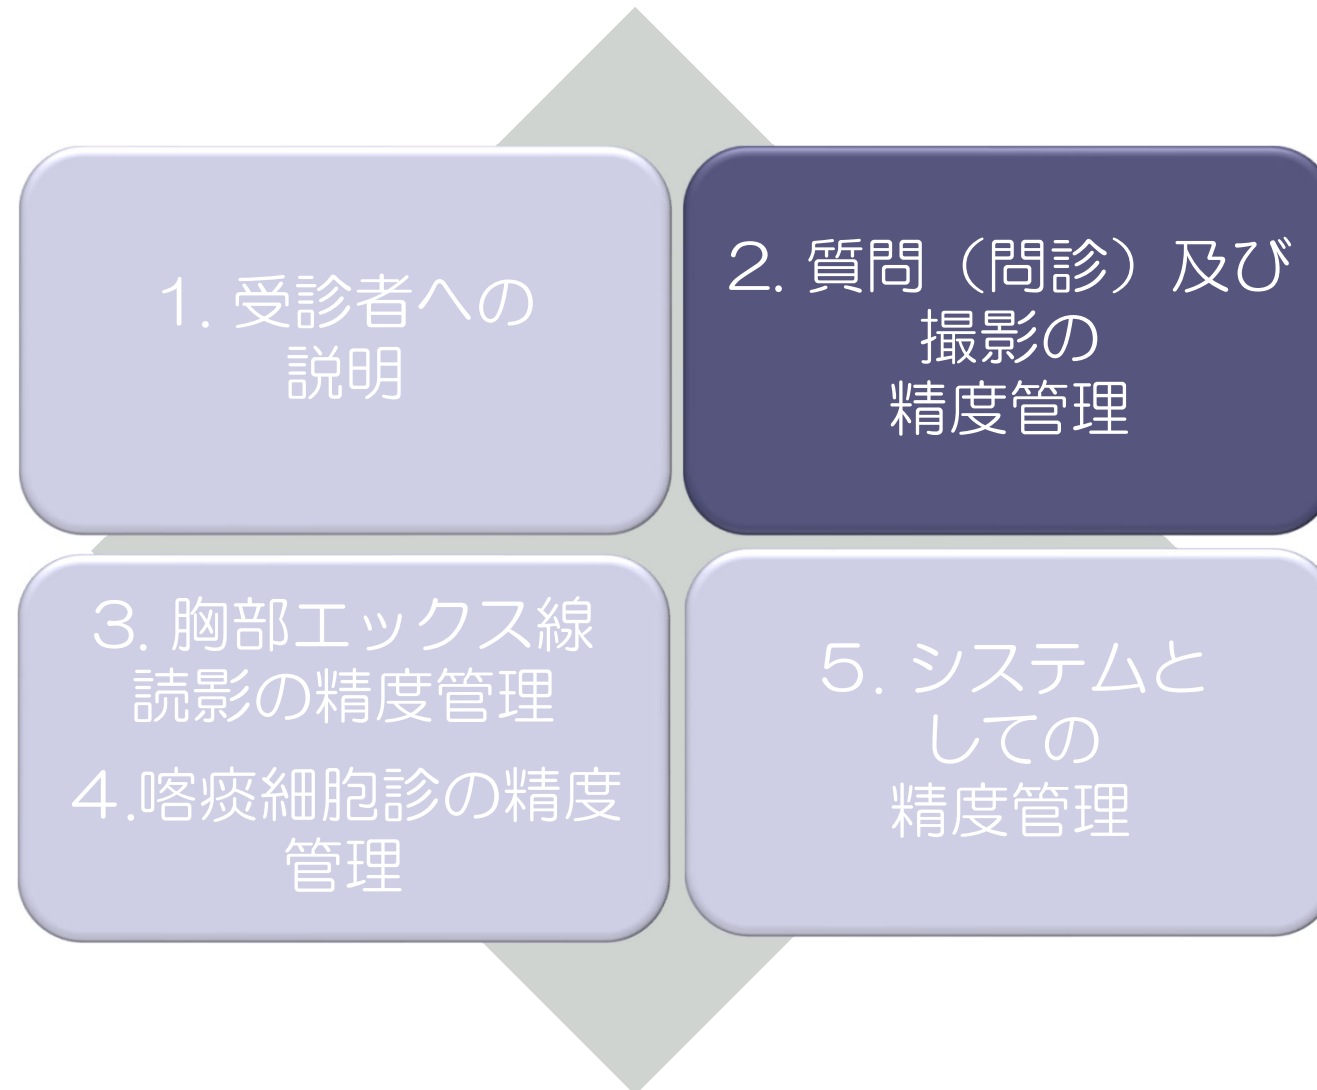 1. 受診者への
説明
2. 質問（問診）及び
撮影の
精度管理
3. 胸部エックス線
読影の精度管理
4.喀痰細胞診の精度
管理
5. システムと
しての
精度管理